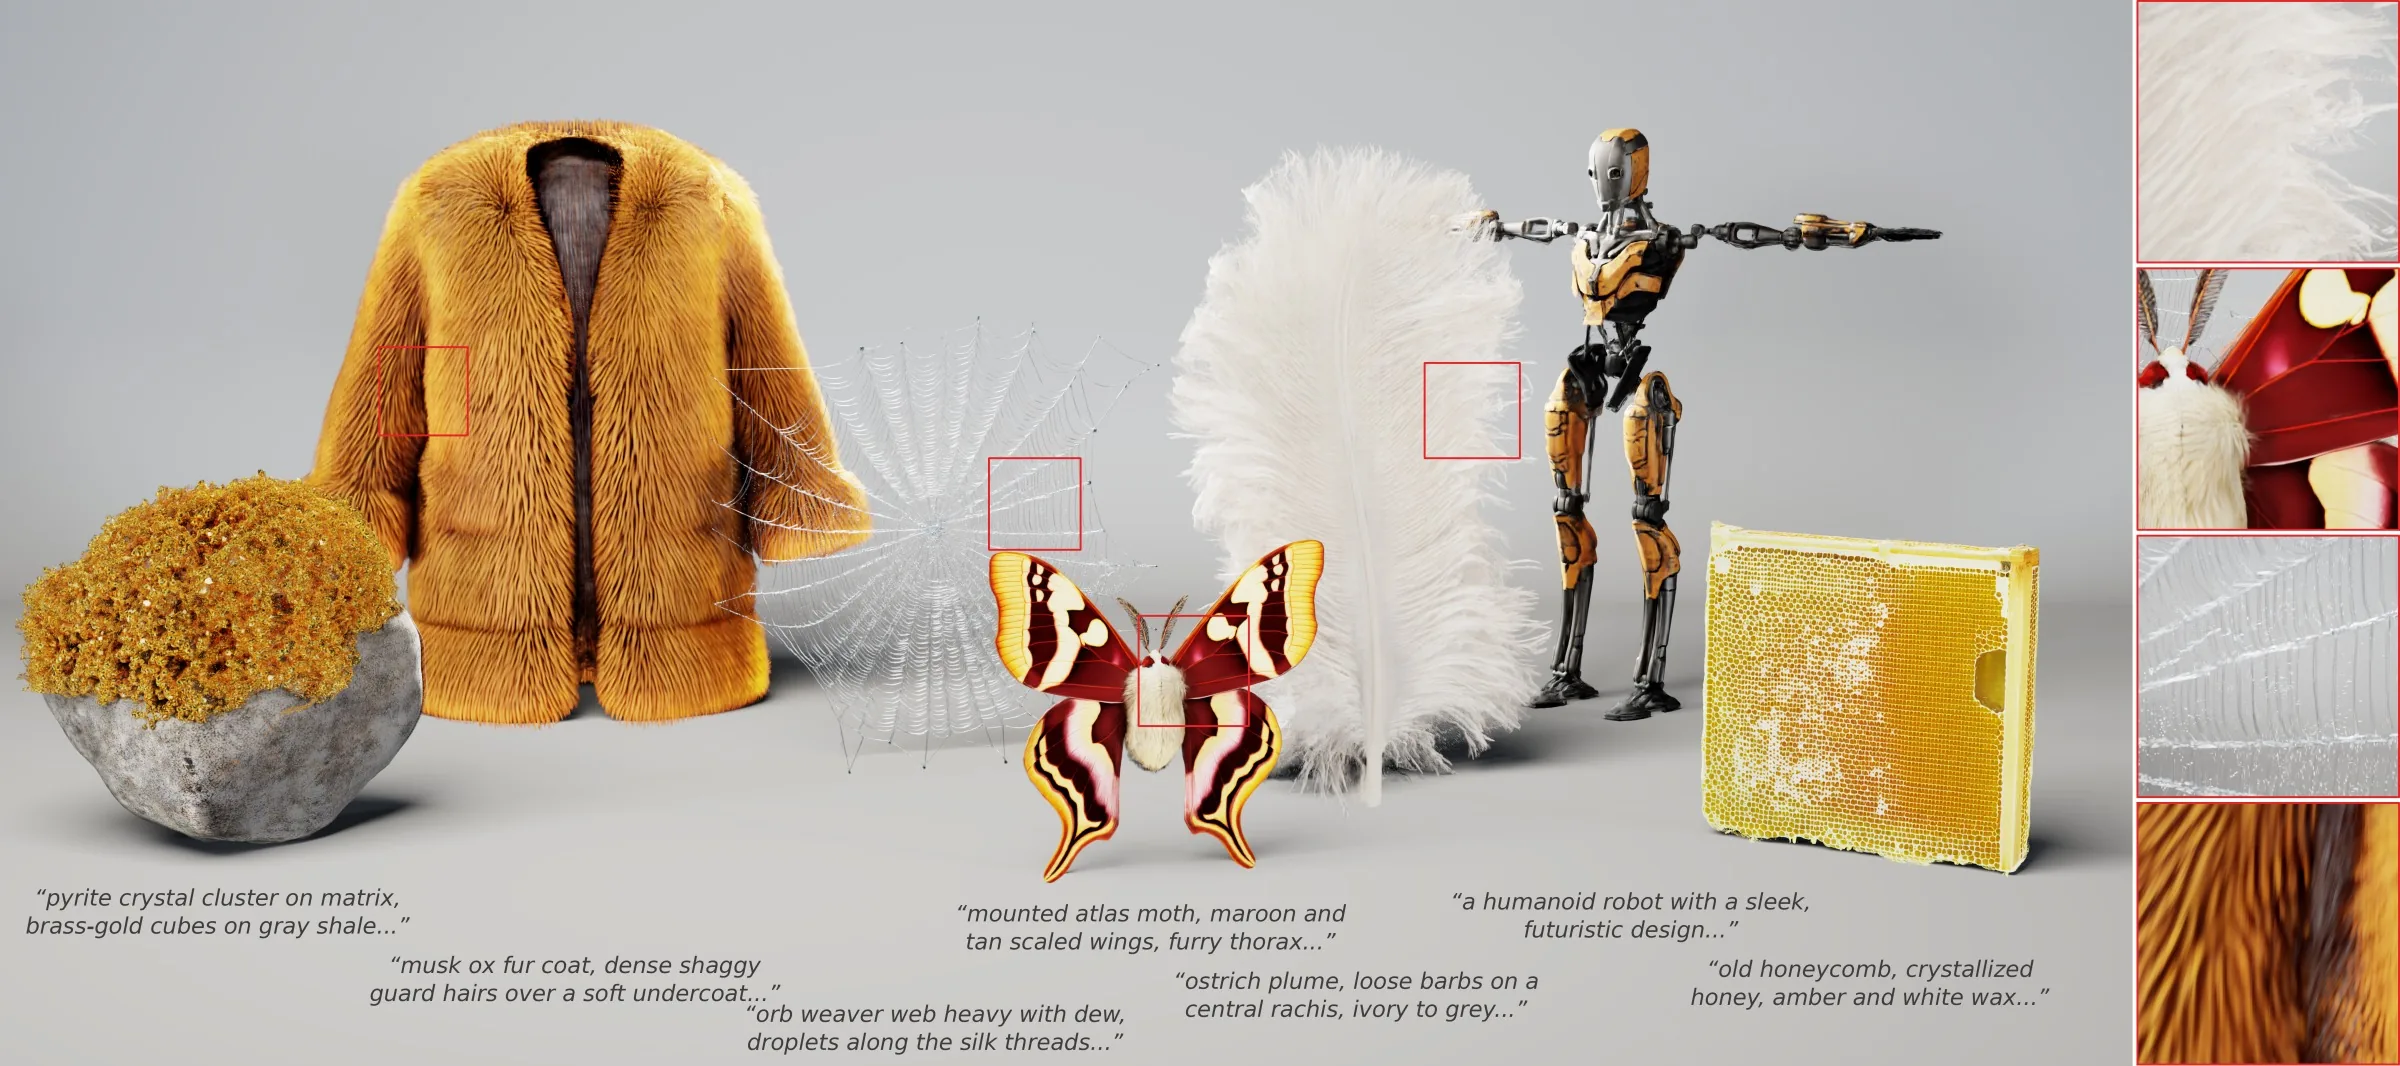 “pyrite crystal cluster on matrix,
brass-gold cubes on gray shale...”
“musk ox fur coat, dense shaggy
guard hairs over a soft undercoat...”
“orb weaver web heavy with dew,
droplets along the silk threads...”
“mounted atlas moth, maroon and
tan scaled wings, furry thorax...”
“ostrich plume, loose barbs on a
central rachis, ivory to grey...”
“a humanoid robot with a sleek,
futuristic design...”
“old honeycomb, crystallized
honey, amber and white wax...”